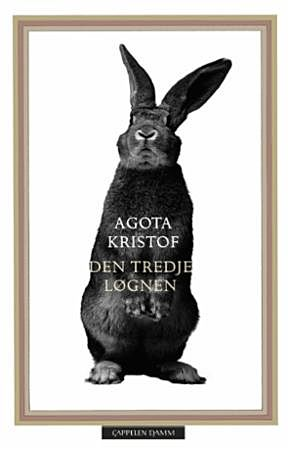 AGOTA
KRISTOF
DEN TREDJE
LØGNEN
CAPPELEN DAMM